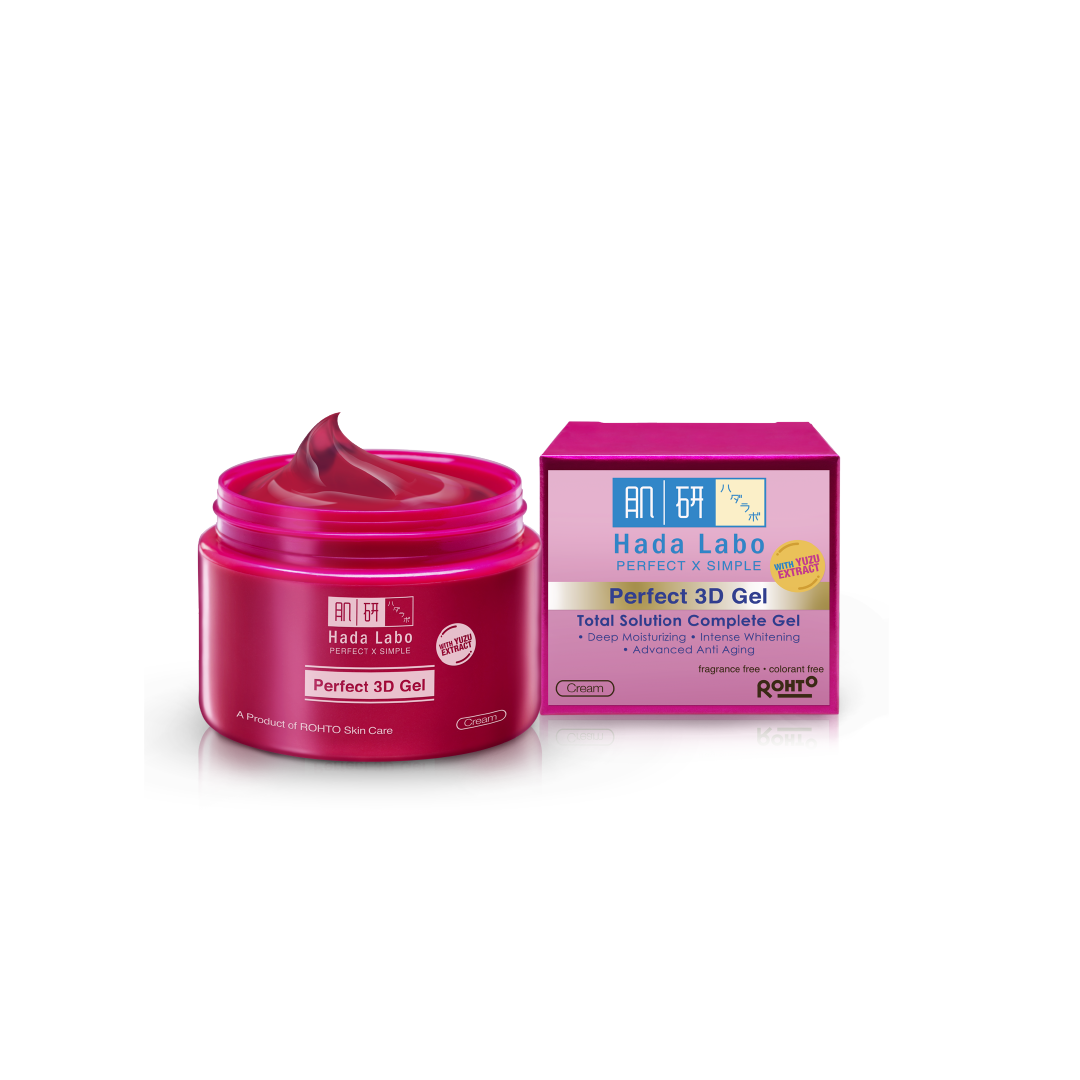 肌 研 ハダラボ
Hada Labo
PERFECT X SIMPLE
WITH YUZU
EXTRACT
Perfect 3D Gel
A Product of ROHTO Skin Care
Cream
肌 研 ハダラボ
Hada Labo
PERFECT X SIMPLE
WITH YUZU
EXTRACT
Perfect 3D Gel
Total Solution Complete Gel
• Deep Moisturizing • Intense Whitening
• Advanced Anti Aging
fragrance free • colorant free
Cream
ROHTO